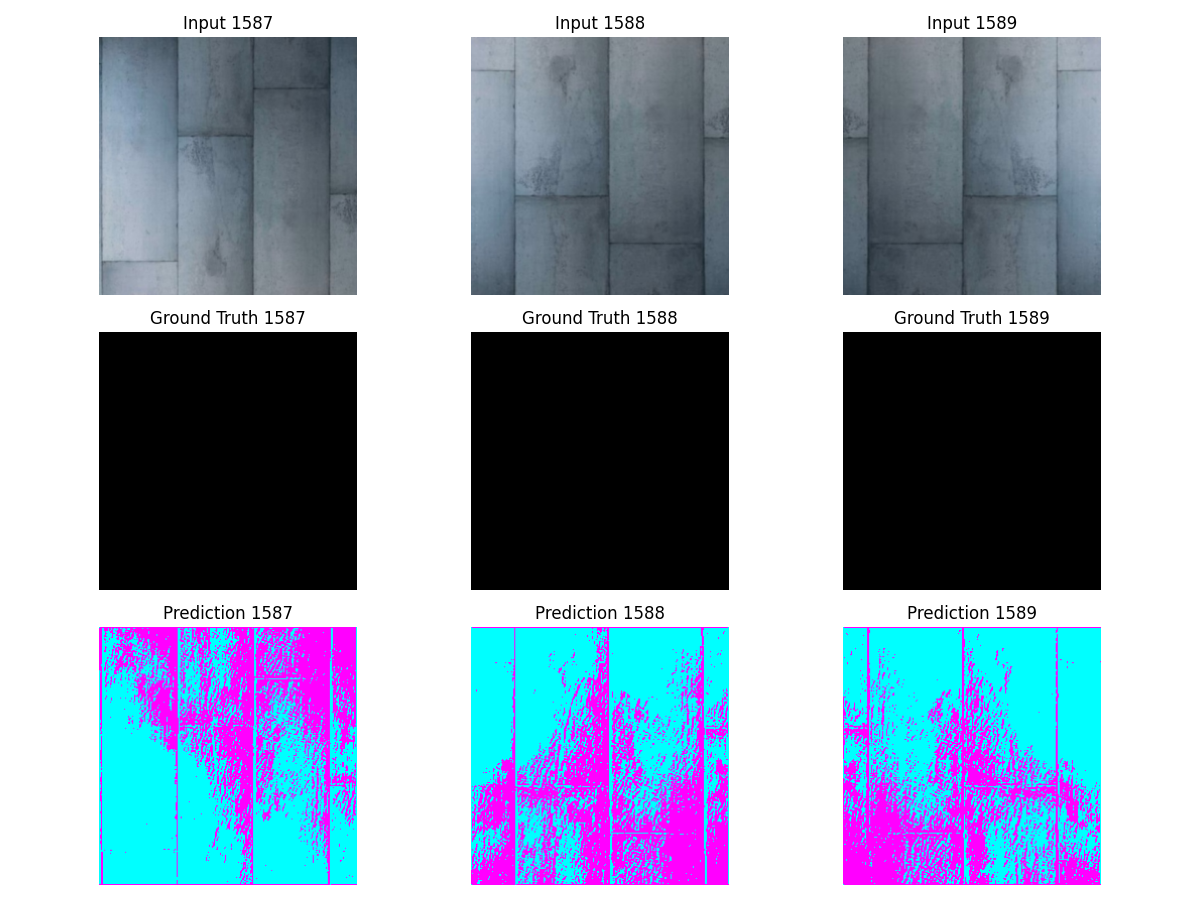 Input 1587
Input 1588
Input 1589
Ground Truth 1587
Ground Truth 1588
Ground Truth 1589
Prediction 1587
Prediction 1588
Prediction 1589